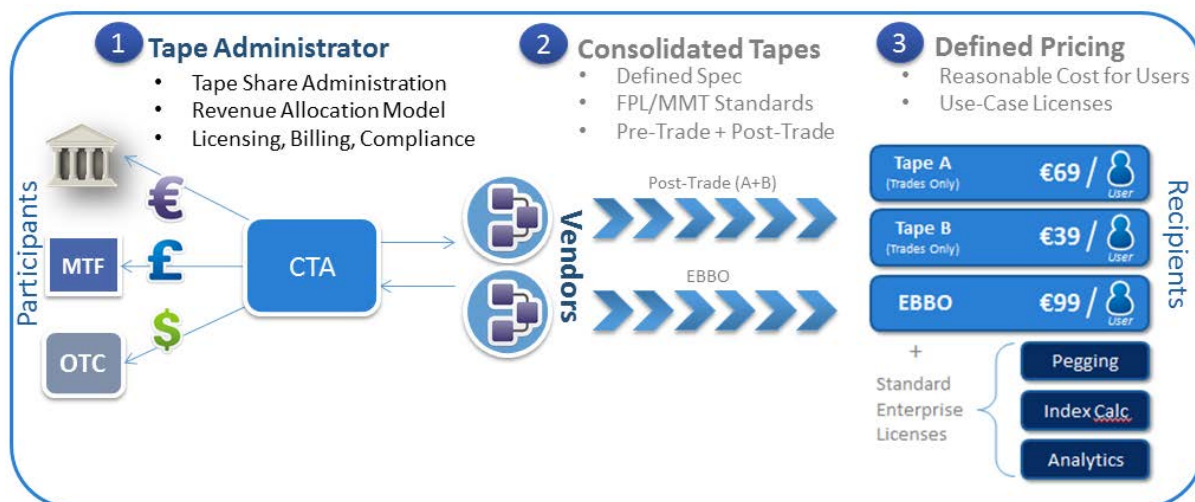 1 Tape Administrator
• Tape Share Administration
• Revenue Allocation Model
• Licensing, Billing, Compliance
2 Consolidated Tapes
• Defined Spec
• FPL/MMT Standards
• Pre-Trade + Post-Trade
3 Defined Pricing
• Reasonable Cost for Users
• Use-Case Licenses
Participants
€
MTF
£
$
OTC
CTA
Vendors
Post-Trade (A+B)
EBBO
Tape A
(Trades Only)
€69 /
User
Tape B
(Trades Only)
€39 /
User
EBBO
€99 /
User
Recipients
+
Standard
Enterprise
Licenses
Pegging
Index Calc
Analytics